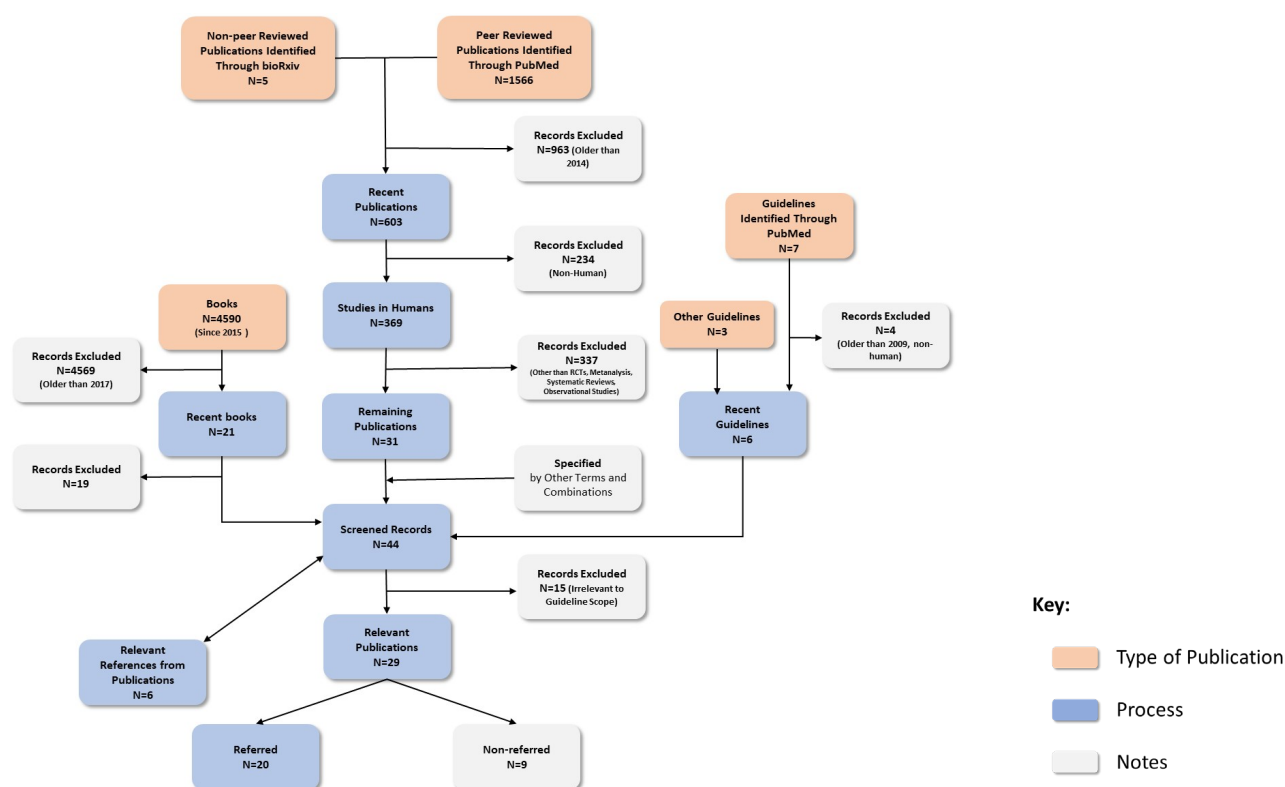 Non-peer Reviewed
Publications Identified
Through bioRxiv
N=5
Peer Reviewed
Publications Identified
Through PubMed
N=1566
Records Excluded
N=963 (Older than
2014)
Recent
Publications
N=603
Guidelines
Identified Through
PubMed
N=7
Records Excluded
N=234
(Non-Human)
Books
N=4590
(Since 2015 )
Studies in Humans
N=369
Other Guidelines
N=3
Records Excluded
N=4
(Older than 2009, non-
human)
Records Excluded
N=4569
(Older than 2017)
Records Excluded
N=337
(Other than RCTs, Metanalysis,
Systematic Reviews,
Observational Studies)
Recent books
N=21
Remaining
Publications
N=31
Recent
Guidelines
N=6
Records Excluded
N=19
Specified
by Other Terms and
Combinations
Screened Records
N=44
Records Excluded
N=15 (Irrelevant to
Guideline Scope)
Relevant
References from
Publications
N=6
Relevant
Publications
N=29
Referred
N=20
Non-referred
N=9
Key:
Type of Publication
Process
Notes